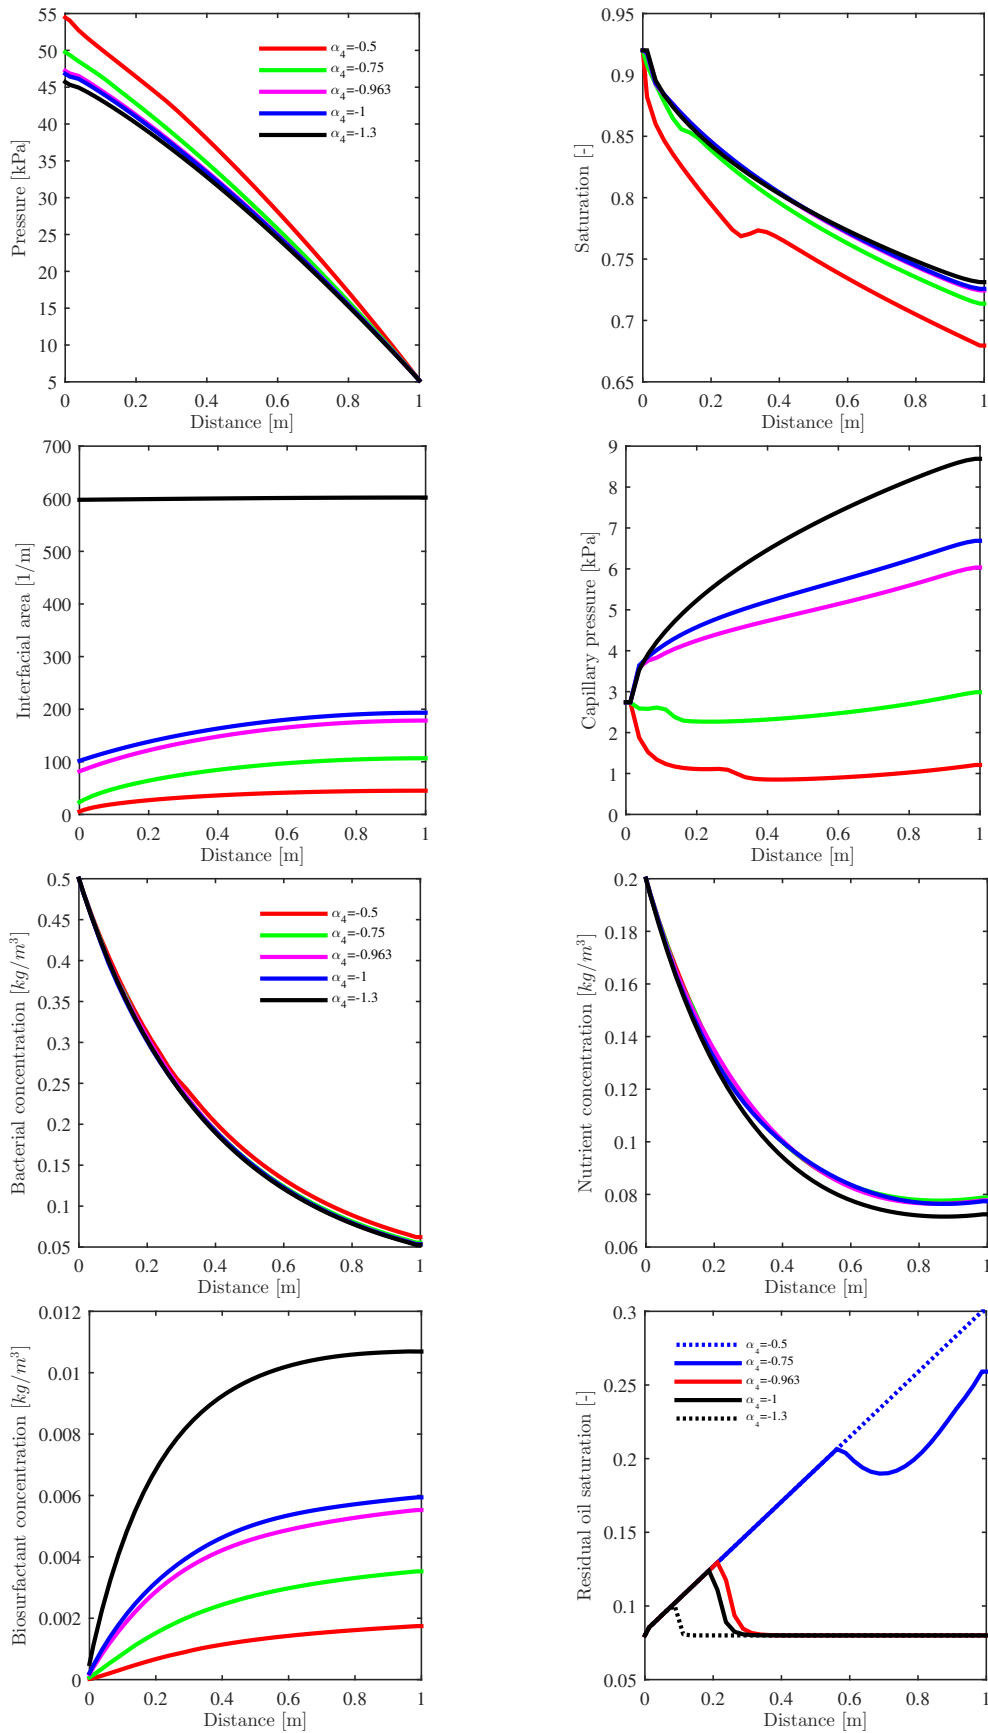 Pressure [kPa]
55
50
45
40
35
30
25
20
15
10
5
0 0.2 0.4 0.6 0.8 1
Distance [m]
α4=-0.5
α4=-0.75
α4=-0.963
α4=-1
α4=-1.3
Saturation [-]
0.95
0.9
0.85
0.8
0.75
0.7
0.65
0 0.2 0.4 0.6 0.8 1
Distance [m]
Interfacial area [1/m]
700
600
500
400
300
200
100
0
0 0.2 0.4 0.6 0.8 1
Distance [m]
Capillary pressure [kPa]
9
8
7
6
5
4
3
2
1
0
0 0.2 0.4 0.6 0.8 1
Distance [m]
Bacterial concentration [kg/m³]
0.5
0.45
0.4
0.35
0.3
0.25
0.2
0.15
0.1
0.05
0 0.2 0.4 0.6 0.8 1
Distance [m]
α4=-0.5
α4=-0.75
α4=-0.963
α4=-1
α4=-1.3
Nutrient concentration [kg/m³]
0.2
0.18
0.16
0.14
0.12
0.1
0.08
0.06
0 0.2 0.4 0.6 0.8 1
Distance [m]
Biosurfactant concentration [kg/m³]
0.012
0.01
0.008
0.006
0.004
0.002
0
0 0.2 0.4 0.6 0.8 1
Distance [m]
Residual oil saturation [-]
0.3
0.25
0.2
0.15
0.1
0.05
0 0.2 0.4 0.6 0.8 1
Distance [m]
α4=-0.5
α4=-0.75
α4=-0.963
α4=-1
α4=-1.3